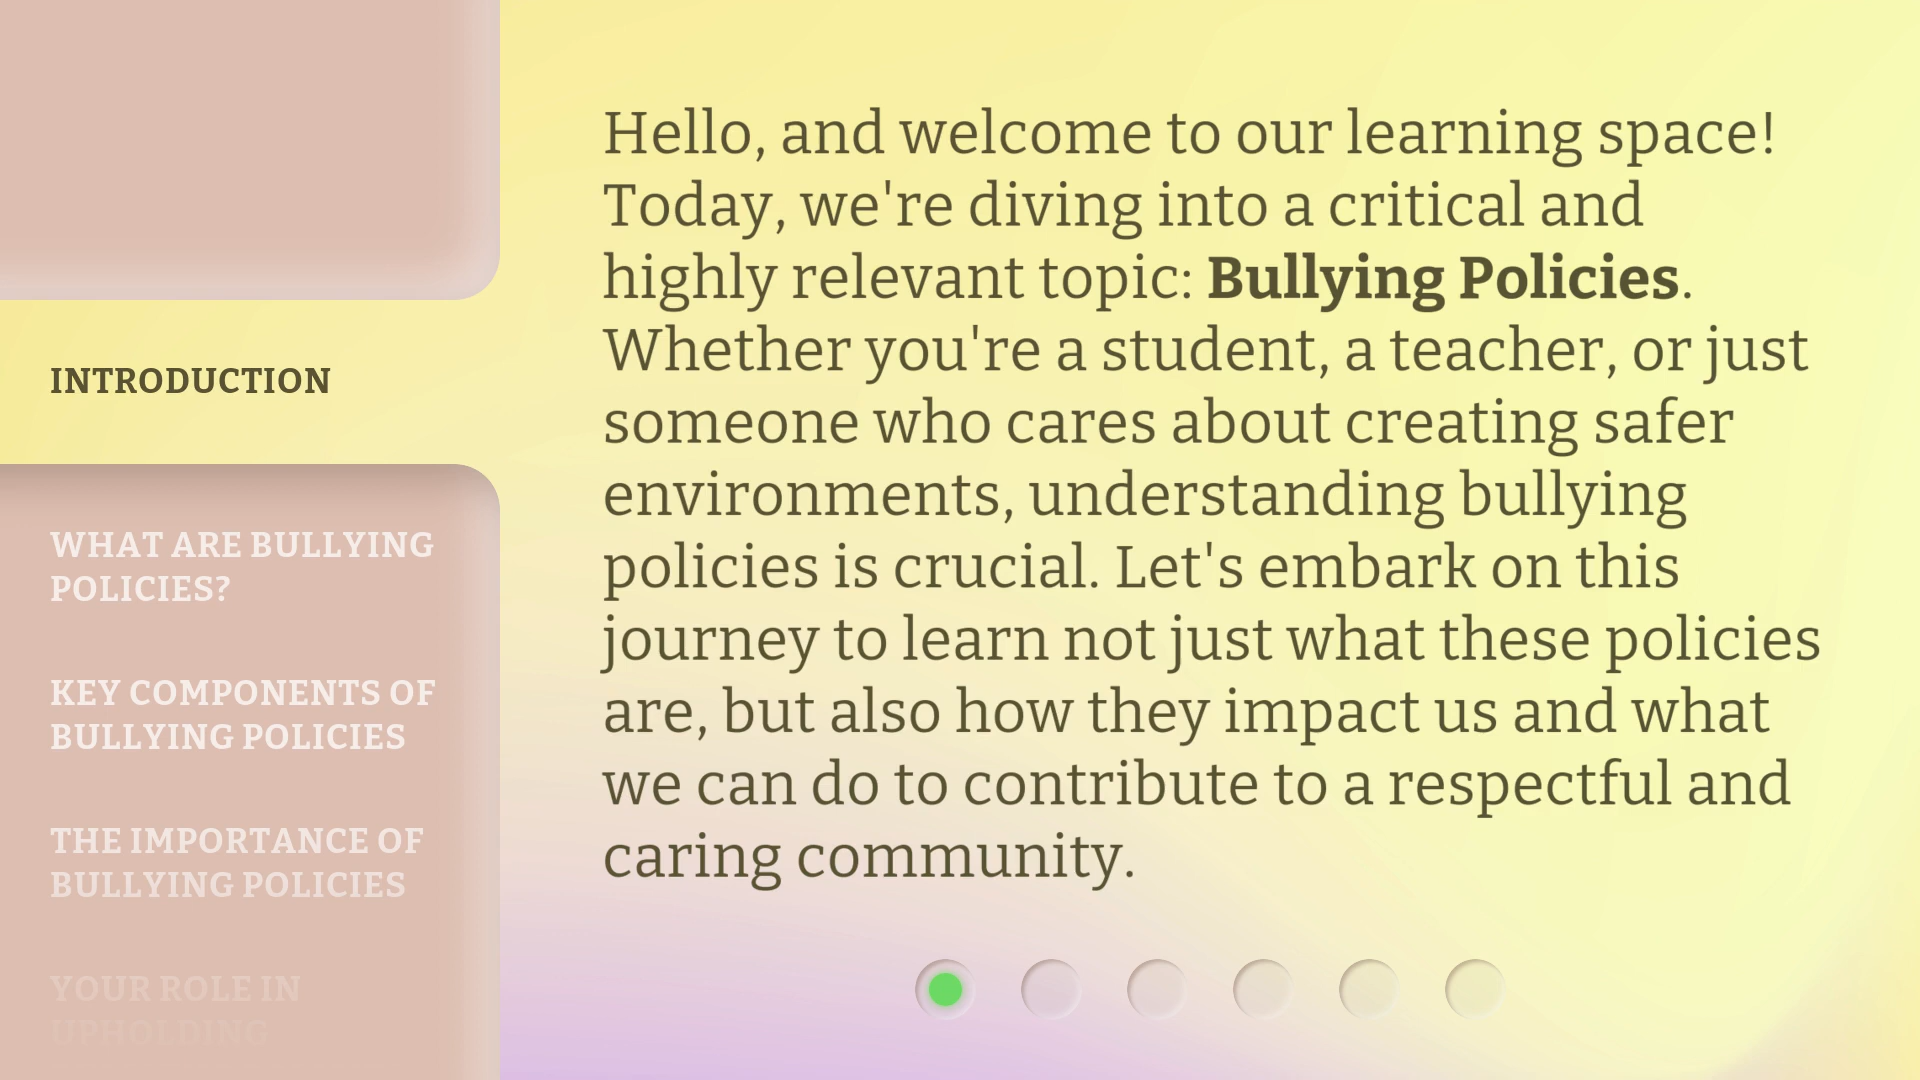 INTRODUCTION
WHAT ARE BULLYING
POLICIES?
KEY COMPONENTS OF
BULLYING POLICIES
THE IMPORTANCE OF
BULLYING POLICIES
YOUR ROLE IN
UPHOLDING
Hello, and welcome to our learning space!
Today, we're diving into a critical and
highly relevant topic: Bullying Policies.
Whether you're a student, a teacher, or just
someone who cares about creating safer
environments, understanding bullying
policies is crucial. Let's embark on this
journey to learn not just what these policies
are, but also how they impact us and what
we can do to contribute to a respectful and
caring community.